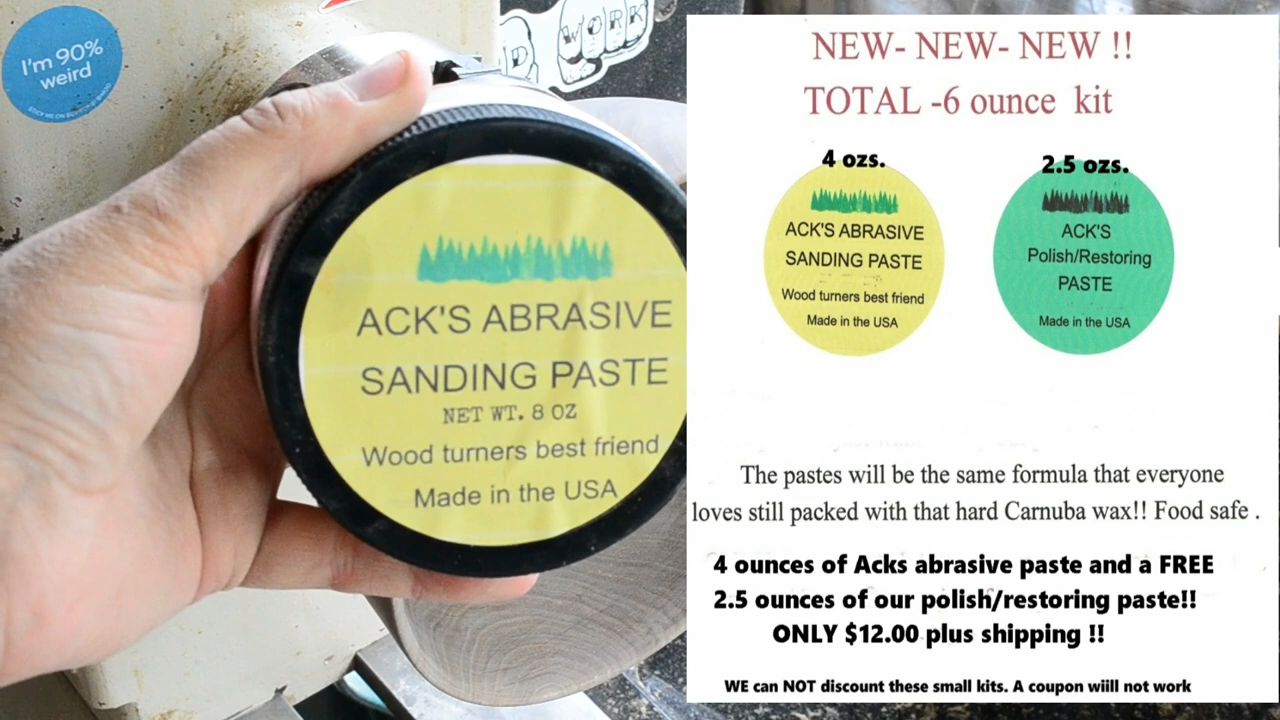 I'm 90%
weird
WORK
D
ACK'S ABRASIVE
SANDING PASTE
NET WT. 8 OZ
Wood turners best friend
Made in the USA
NEW- NEW- NEW !!
TOTAL -6 ounce kit
4 ozs.
ACK'S ABRASIVE
SANDING PASTE
Wood turners best friend
Made in the USA
2.5 ozs.
ACK'S
Polish/Restoring
PASTE
Made in the USA
The pastes will be the same formula that everyone
loves still packed with that hard Carnuba wax!! Food safe .
4 ounces of Acks abrasive paste and a FREE
2.5 ounces of our polish/restoring paste!!
ONLY $12.00 plus shipping !!
WE can NOT discount these small kits. A coupon wiill not work